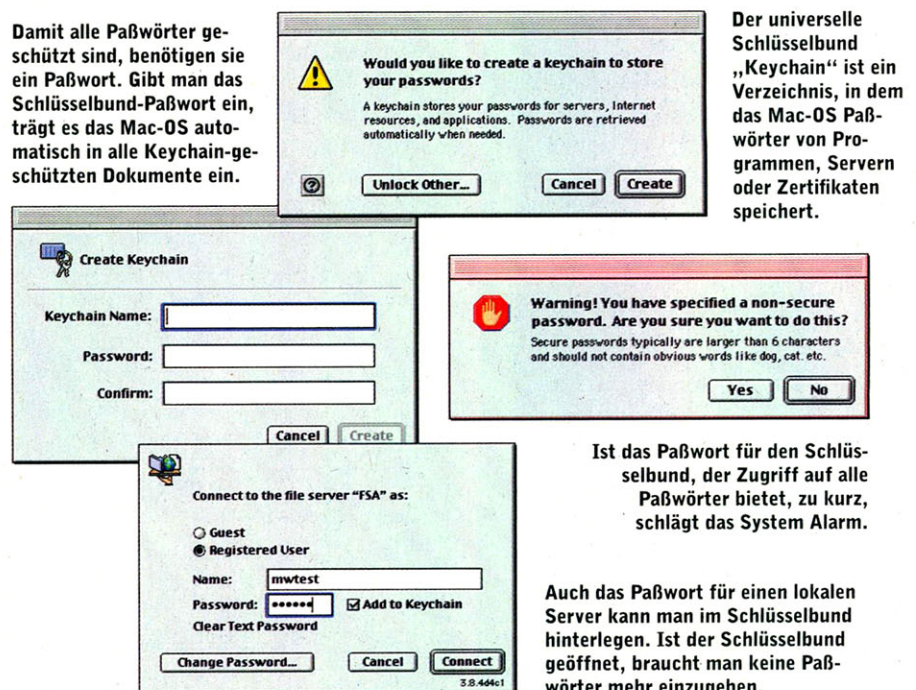 Damit alle Paßwörter ge-
schützt sind, benötigen sie
ein Paßwort. Gibt man das
Schlüsselbund-Paßwort ein,
trägt es das Mac-OS auto-
matisch in alle Keychain-ge-
schützten Dokumente ein.
Would you like to create a keychain to store
your passwords?
A keychain stores your passwords for servers, Internet
resources, and applications. Passwords are retrieved
automatically when needed.
Unlock Other... Cancel Create
Der universelle
Schlüsselbund
„Keychain“ ist ein
Verzeichnis, in dem
das Mac-OS Paß-
wörter von Pro-
grammen, Servern
oder Zertifikaten
speichert.
Create Keychain
Keychain Name:
Password:
Confirm:
Cancel Create
Warning! You have specified a non-secure
password. Are you sure you want to do this?
Secure passwords typically are larger than 6 characters
and should not contain obvious words like dog, cat. etc.
Yes No
Ist das Paßwort für den Schlüs-
selbund, der Zugriff auf alle
Paßwörter bietet, zu kurz,
schlägt das System Alarm.
Connect to the file server “FSA” as:
Guest
Registered User
Name: mwtest
Password: •••••• Add to Keychain
Clear Text Password
Change Password... Cancel Connect
3.8.4d4c1
Auch das Paßwort für einen lokalen
Server kann man im Schlüsselbund
hinterlegen. Ist der Schlüsselbund
geöffnet, braucht man keine Paß-
wörter mehr einzugeben